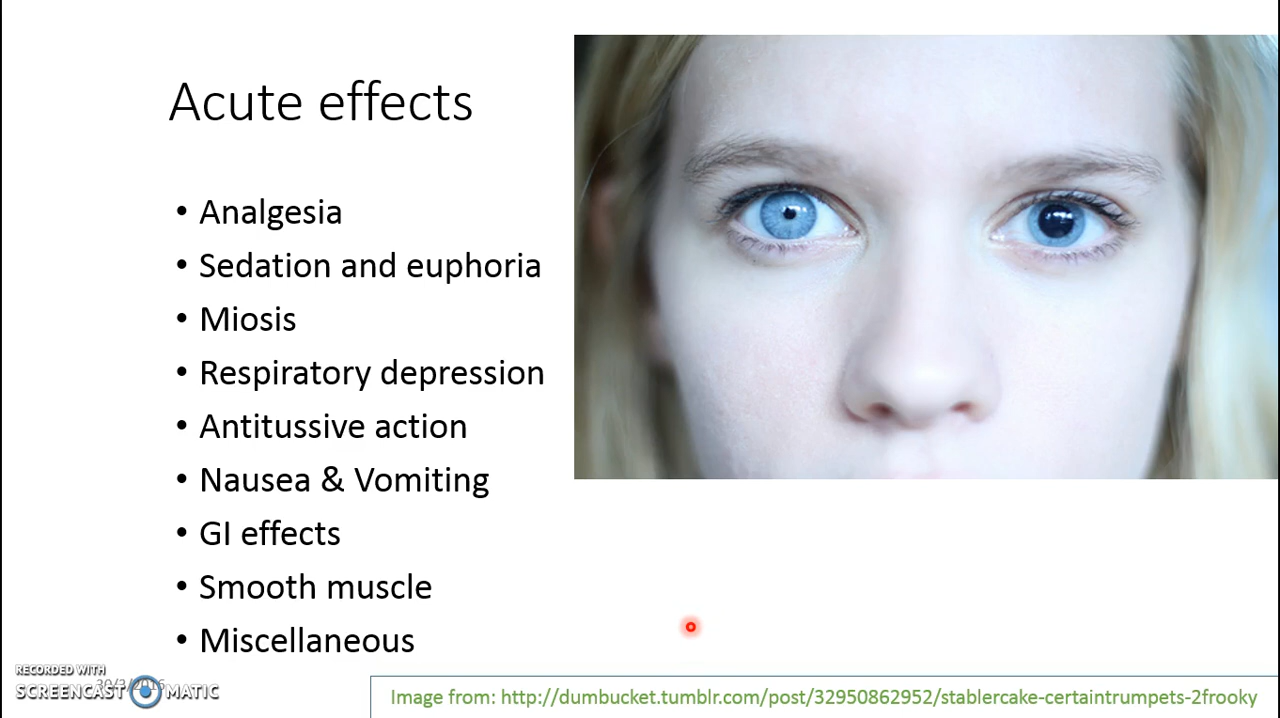 Acute effects
• Analgesia
• Sedation and euphoria
• Miosis
• Respiratory depression
• Antitussive action
• Nausea & Vomiting
• GI effects
• Smooth muscle
• Miscellaneous
RECORDED WITH
SCREENCAST MATIC
Image from: http://dumbucket.tumblr.com/post/32950862952/stablercake-certaintrumpets-2frooky